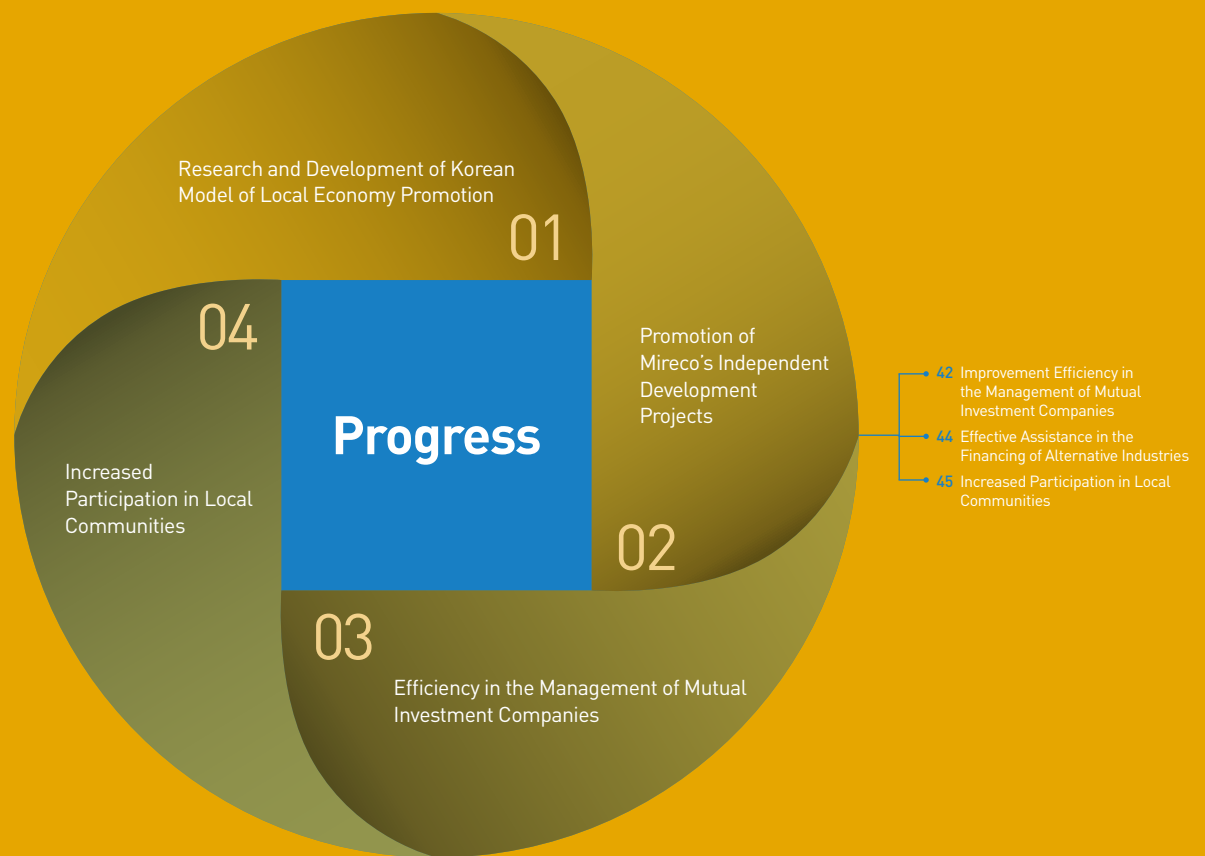 Research and Development of Korean
Model of Local Economy Promotion
01
04
Promotion of
Mireco's Independent
Development
Projects
02
Progress
Increased
Participation in Local
Communities
03
Efficiency in the Management of Mutual
Investment Companies
42 Improvement Efficiency in
the Management of Mutual
Investment Companies
44 Effective Assistance in the
Financing of Alternative Industries
45 Increased Participation in Local
Communities